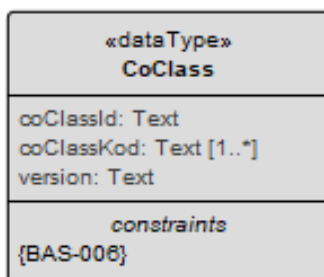 «dataType»
CoClass
coClassId: Text
coClassKod: Text [1..*]
version: Text
constraints
{BAS-006}